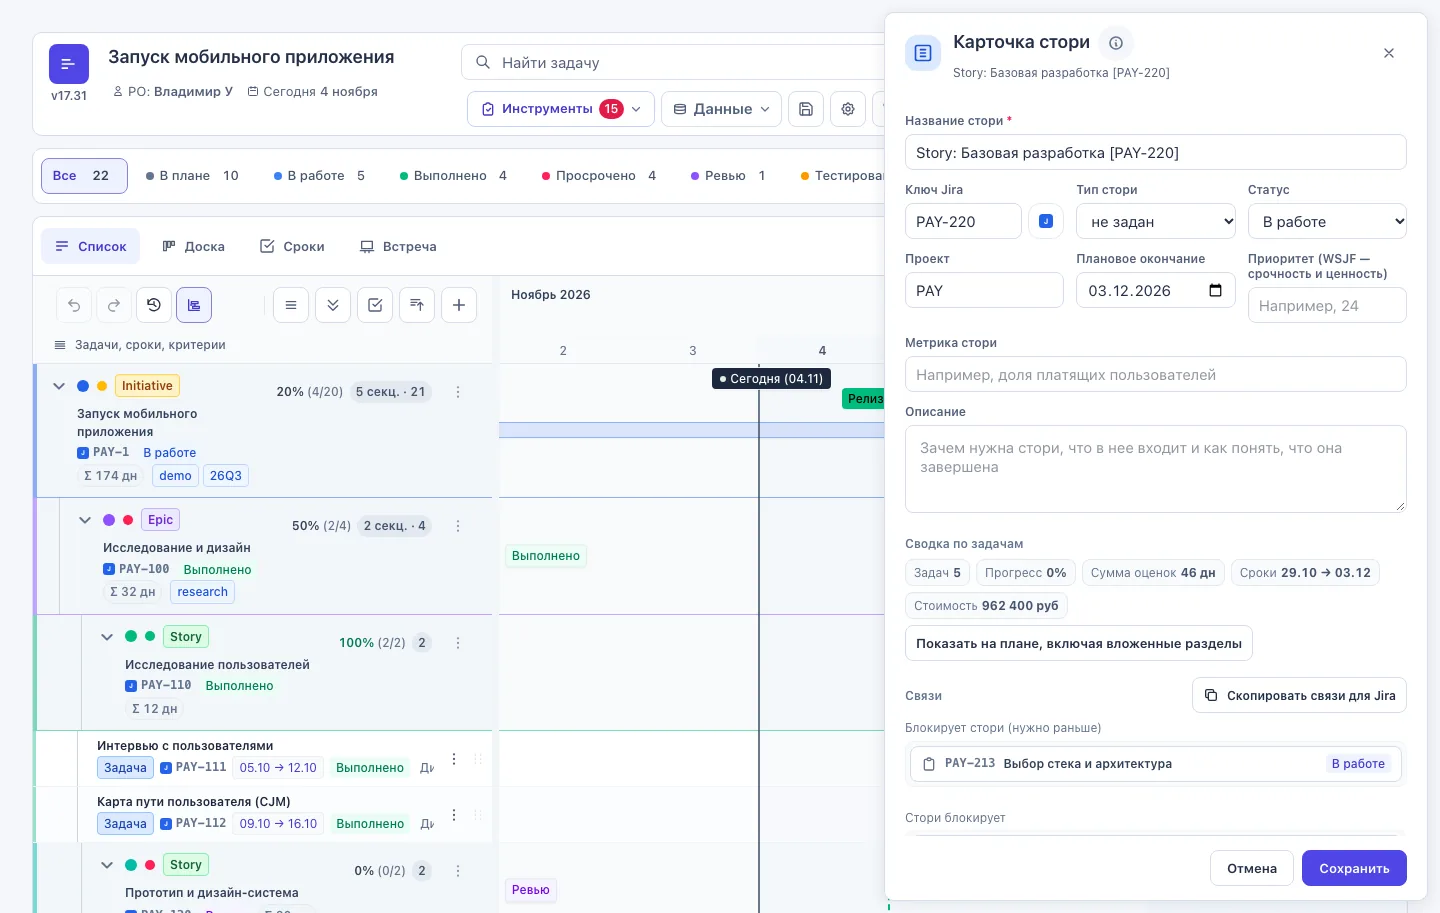 Запуск мобильного приложения
v17.31
PO: Владимир У
Сегодня 4 ноября
Найти задачу
Инструменты 15
Данные
Все 22
В плане 10
В работе 5
Выполнено 4
Просрочено 4
Ревью 1
Список
Доска
Сроки
Встреча
Задачи, сроки, критерии
Ноябрь 2026
2 3 4
Сегодня (04.11)
Initiative
20% (4/20) 5 секц. · 21
Запуск мобильного
приложения
PAY-1 В работе
Σ 174 дн demo 26Q3
Epic
50% (2/4) 2 секц. · 4
Исследование и дизайн
PAY-100 Выполнено
Σ 32 дн research
Выполнено
Story
100% (2/2) 2
Исследование пользователей
PAY-110 Выполнено
Σ 12 дн
Интервью с пользователями
Задача PAY-111 05.10 → 12.10 Выполнено
Карта пути пользователя (CJM)
Задача PAY-112 09.10 → 16.10 Выполнено
Story
0% (0/2) 2
Прототип и дизайн-система
Ревью
Карточка стори
Story: Базовая разработка [PAY-220]
Название стори *
Story: Базовая разработка [PAY-220]
Ключ Jira Тип стори Статус
PAY-220 не задан В работе
Проект Плановое окончание Приоритет (WSJF —
срочность и ценность)
PAY 03.12.2026 Например, 24
Метрика стори
Например, доля платящих пользователей
Описание
Зачем нужна стори, что в нее входит и как понять, что она
завершена
Сводка по задачам
Задач 5 Прогресс 0% Сумма оценок 46 дн Сроки 29.10 → 03.12
Стоимость 962 400 руб
Показать на плане, включая вложенные разделы
Связи
Скопировать связи для Jira
Блокирует стори (нужно раньше)
PAY-213 Выбор стека и архитектура В работе
Стори блокирует
Отмена Сохранить